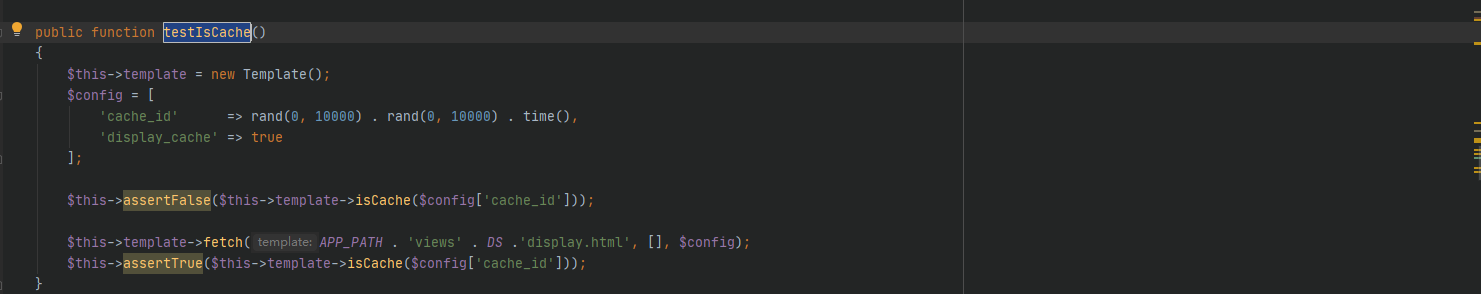 public function testIsCache()
{
$this->template = new Template();
$config = [
'cache_id' => rand(0, 10000) . rand(0, 10000) . time(),
'display_cache' => true
];
$this->assertFalse($this->template->isCache($config['cache_id']));
$this->template->fetch( template: APP_PATH . 'views' . DS .'display.html', [], $config);
$this->assertTrue($this->template->isCache($config['cache_id']));
}